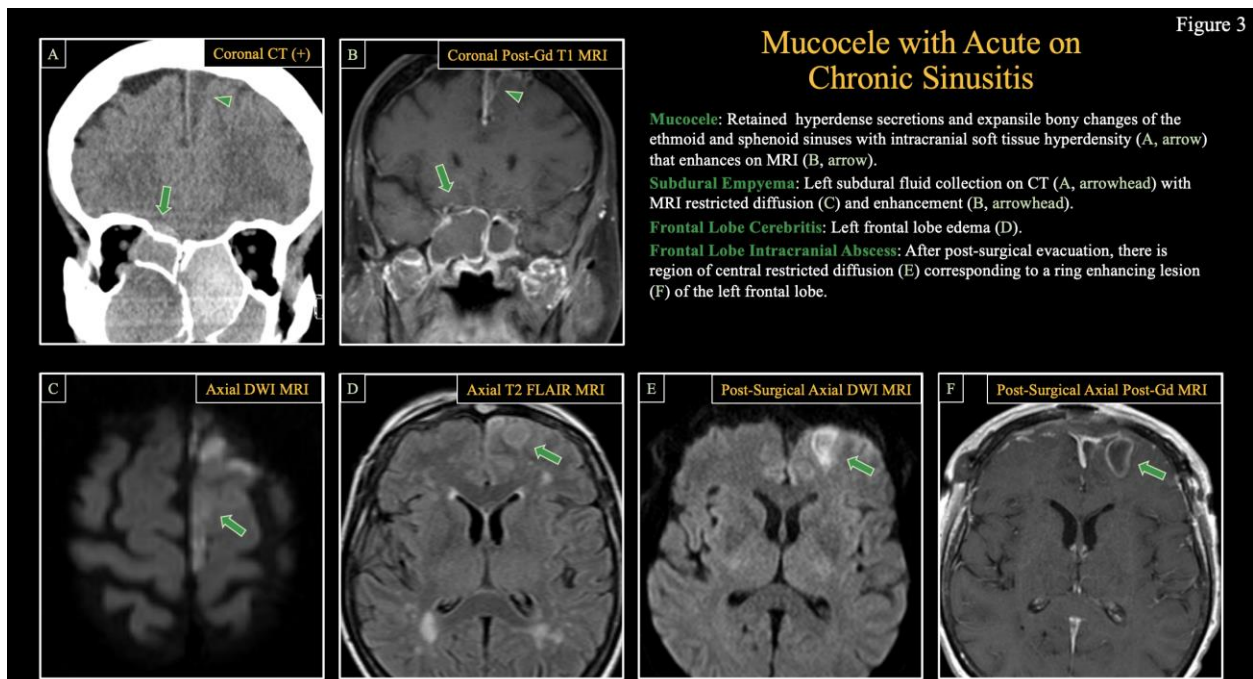 Figure 3
A
Coronal CT (+)
B
Coronal Post-Gd T1 MRI
Mucocele with Acute on
Chronic Sinusitis
Mucocele: Retained hyperdense secretions and expansile bony changes of the
ethmoid and sphenoid sinuses with intracranial soft tissue hyperdensity (A, arrow)
that enhances on MRI (B, arrow).
Subdural Empyema: Left subdural fluid collection on CT (A, arrowhead) with
MRI restricted diffusion (C) and enhancement (B, arrowhead).
Frontal Lobe Cerebritis: Left frontal lobe edema (D).
Frontal Lobe Intracranial Abscess: After post-surgical evacuation, there is
region of central restricted diffusion (E) corresponding to a ring enhancing lesion
(F) of the left frontal lobe.
C
Axial DWI MRI
D
Axial T2 FLAIR MRI
E
Post-Surgical Axial DWI MRI
F
Post-Surgical Axial Post-Gd MRI